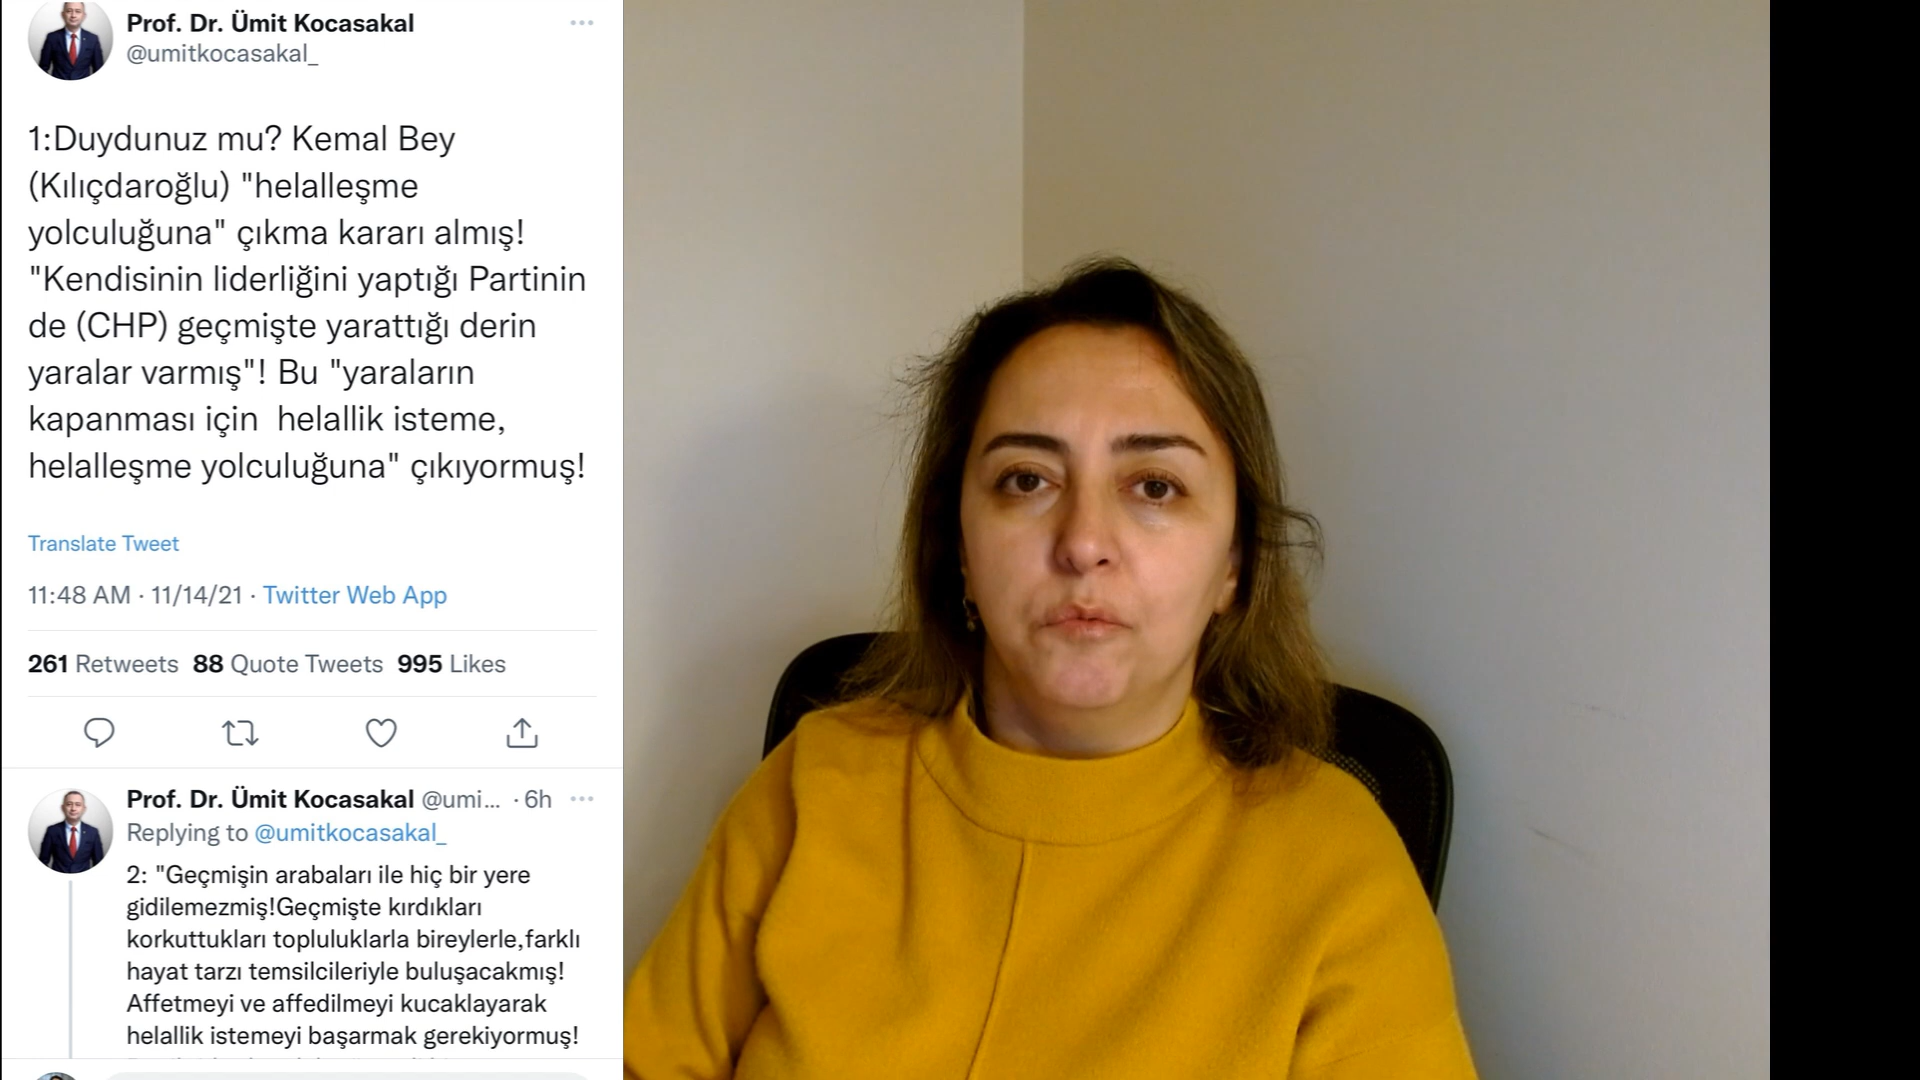 Prof. Dr. Ümit Kocasakal
@umitkocasakal_
1:Duydunuz mu? Kemal Bey
(Kılıçdaroğlu) "helalleşme
yolculuğuna" çıkma kararı almış!
"Kendisinin liderliğini yaptığı Partinin
de (CHP) geçmişte yarattığı derin
yaralar varmış"! Bu "yaraların
kapanması için  helallik isteme,
helalleşme yolculuğuna" çıkıyormuş!
Translate Tweet
11:48 AM · 11/14/21 · Twitter Web App
261 Retweets 88 Quote Tweets 995 Likes
Prof. Dr. Ümit Kocasakal @umi... · 6h
Replying to @umitkocasakal_
2: "Geçmişin arabaları ile hiç bir yere
gidilemezmiş!Geçmişte kırdıkları
korkuttukları topluluklarla bireylerle,farklı
hayat tarzı temsilcileriyle buluşacakmış!
Affetmeyi ve affedilmeyi kucaklayarak
helallik istemeyi başarmak gerekiyormuş!